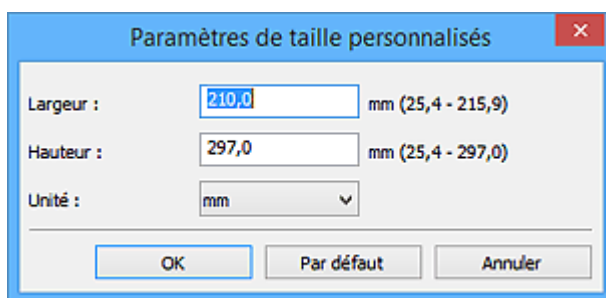 Paramètres de taille personnalisés
Largeur : 210,0 mm (25,4 - 215,9)
Hauteur : 297,0 mm (25,4 - 297,0)
Unité : mm
OK Par défaut Annuler